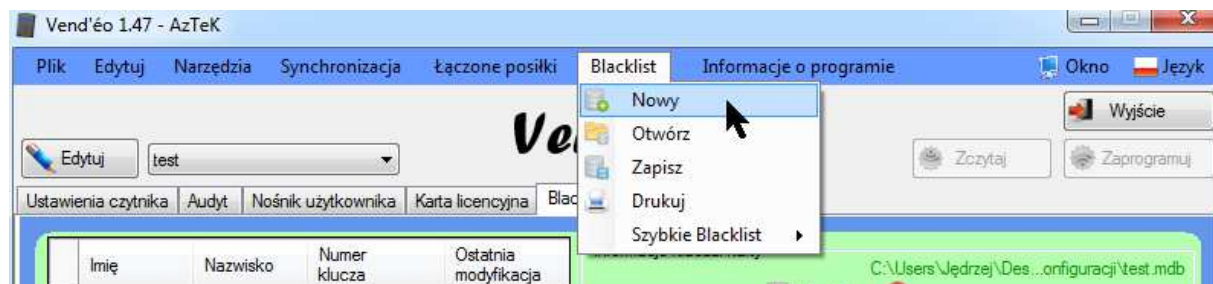 Vend'éo 1.47 - AzTeK
Plik Edytuj Narzędzia Synchronizacja Łączone posiłki Blacklist Informacje o programie Okno Język
Nowy
Otwórz
Zapisz
Drukuj
Szybkie Blacklist
Wyjście
Edytuj test
Zczytaj Zaprogramuj
Ustawienia czytnika Audyt Nośnik użytkownika Karta licencyjna
Imię Nazwisko Numer klucza Ostatnia modyfikacja
C:\Users\Jędrzej\Des...onfiguracji\test.mdb